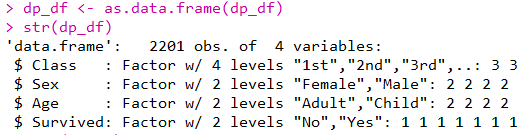 > dp_df <- as.data.frame(dp_df)
> str(dp_df)
'data.frame':   2201 obs. of  4 variables:
 $ Class   : Factor w/ 4 levels "1st","2nd","3rd",..: 3 3
 $ Sex     : Factor w/ 2 levels "Female","Male": 2 2 2 2
 $ Age     : Factor w/ 2 levels "Adult","Child": 2 2 2 2
 $ Survived: Factor w/ 2 levels "No","Yes": 1 1 1 1 1 1 1